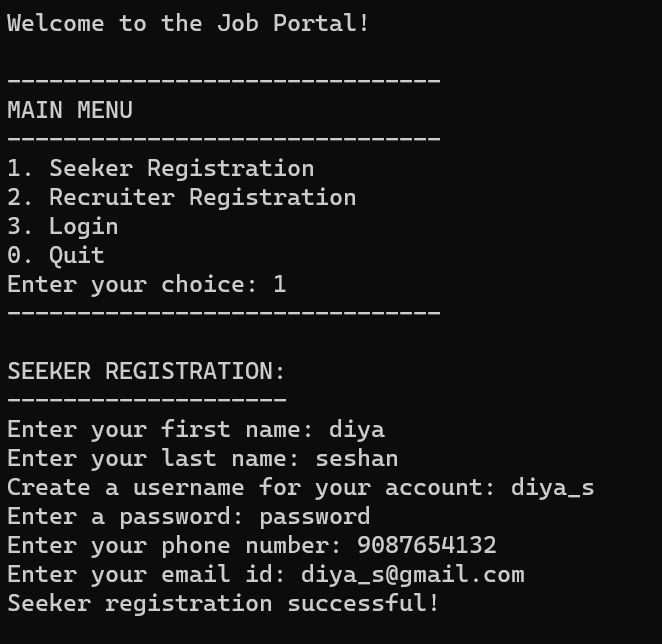 Welcome to the Job Portal!
-------------------------------
MAIN MENU
-------------------------------
1. Seeker Registration
2. Recruiter Registration
3. Login
0. Quit
Enter your choice: 1
-------------------------------
SEEKER REGISTRATION:
--------------------
Enter your first name: diya
Enter your last name: seshan
Create a username for your account: diya_s
Enter a password: password
Enter your phone number: 9087654132
Enter your email id: diya_s@gmail.com
Seeker registration successful!